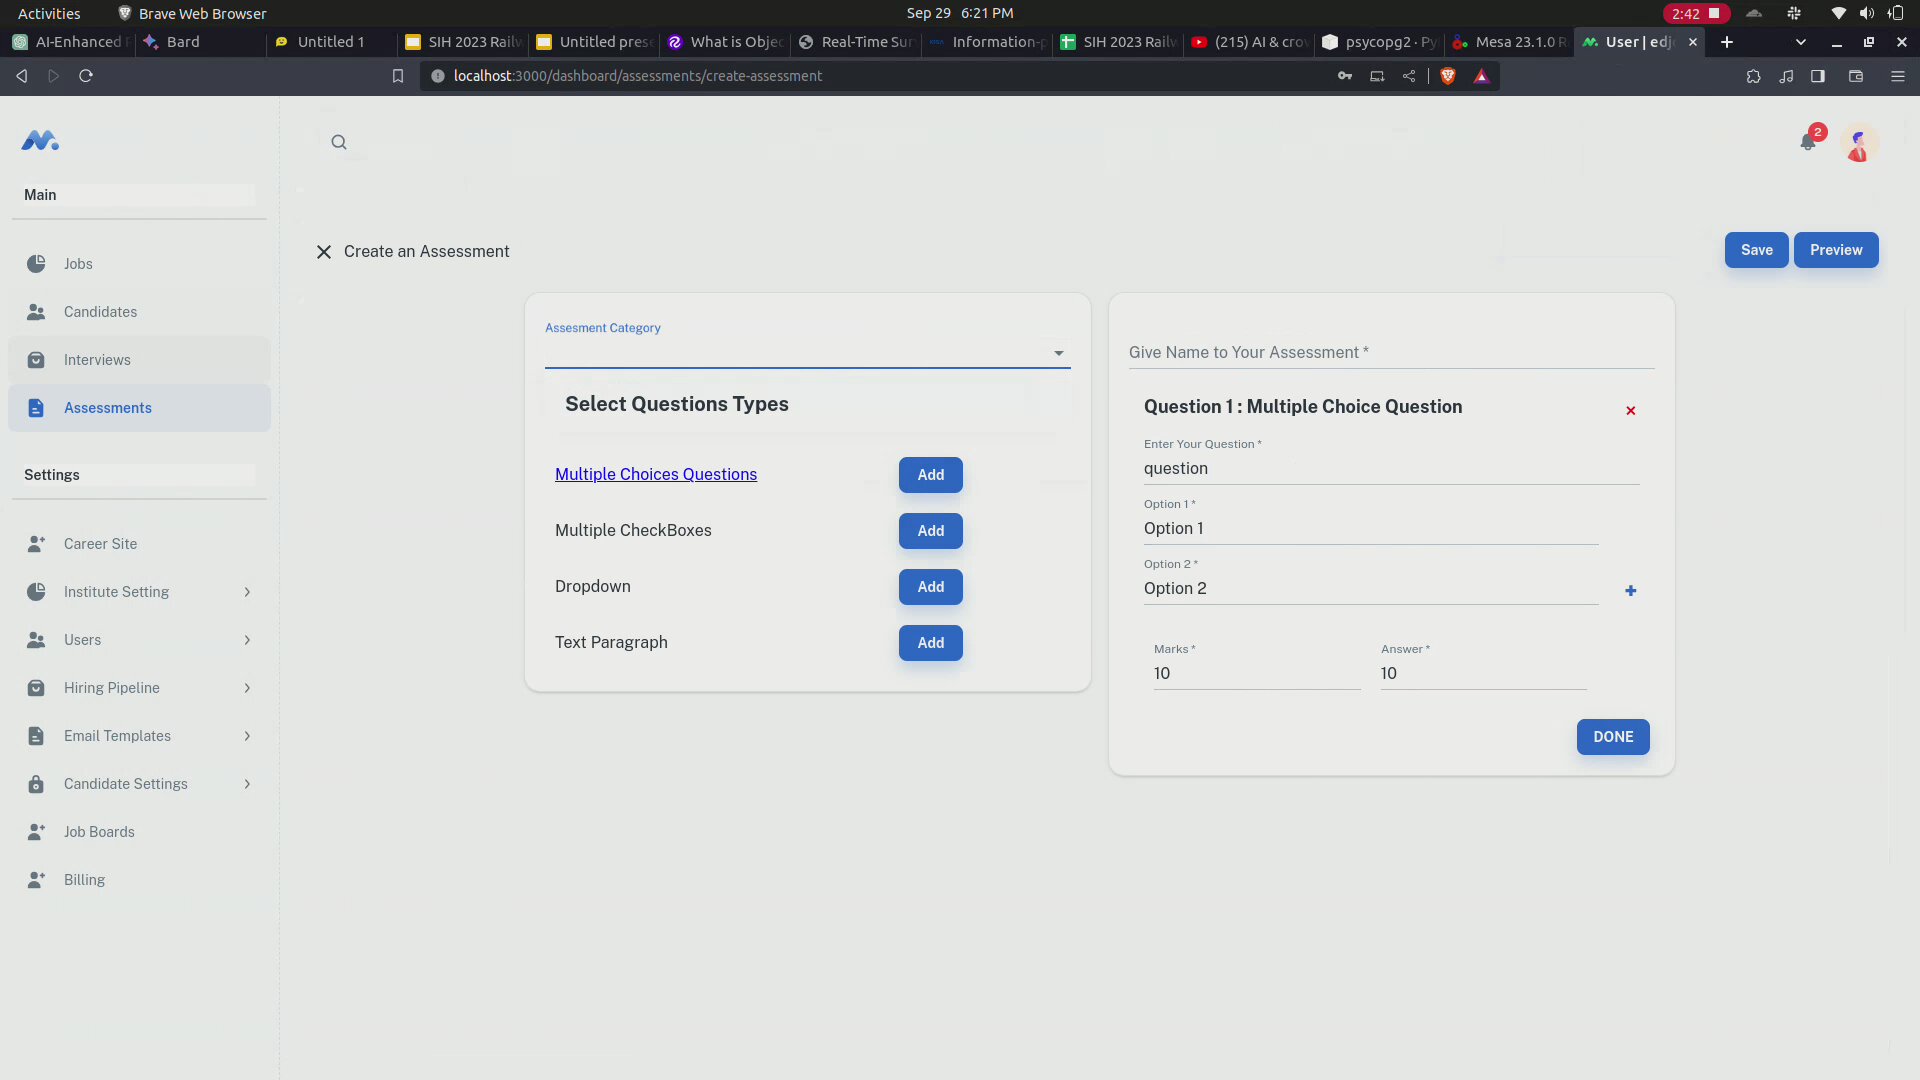 Activities
Brave Web Browser
Sep 29 6:21 PM
2:42
AI-Enhanced
Bard
Untitled 1
SIH 2023 Railw
Untitled prese
What is Objec
Real-Time Sur
Information-p
SIH 2023 Railw
(215) AI & crow
psycopg2 · Py
Mesa 23.1.0 R
User | edj
localhost:3000/dashboard/assessments/create-assessment
2
Main
Jobs
Candidates
Interviews
Assessments
Settings
Career Site
Institute Setting
Users
Hiring Pipeline
Email Templates
Candidate Settings
Job Boards
Billing
Create an Assessment
Save
Preview
Assesment Category
Select Questions Types
Multiple Choices Questions
Add
Multiple CheckBoxes
Add
Dropdown
Add
Text Paragraph
Add
Give Name to Your Assessment *
Question 1 : Multiple Choice Question
Enter Your Question *
question
Option 1 *
Option 1
Option 2 *
Option 2
Marks *
10
Answer *
10
DONE